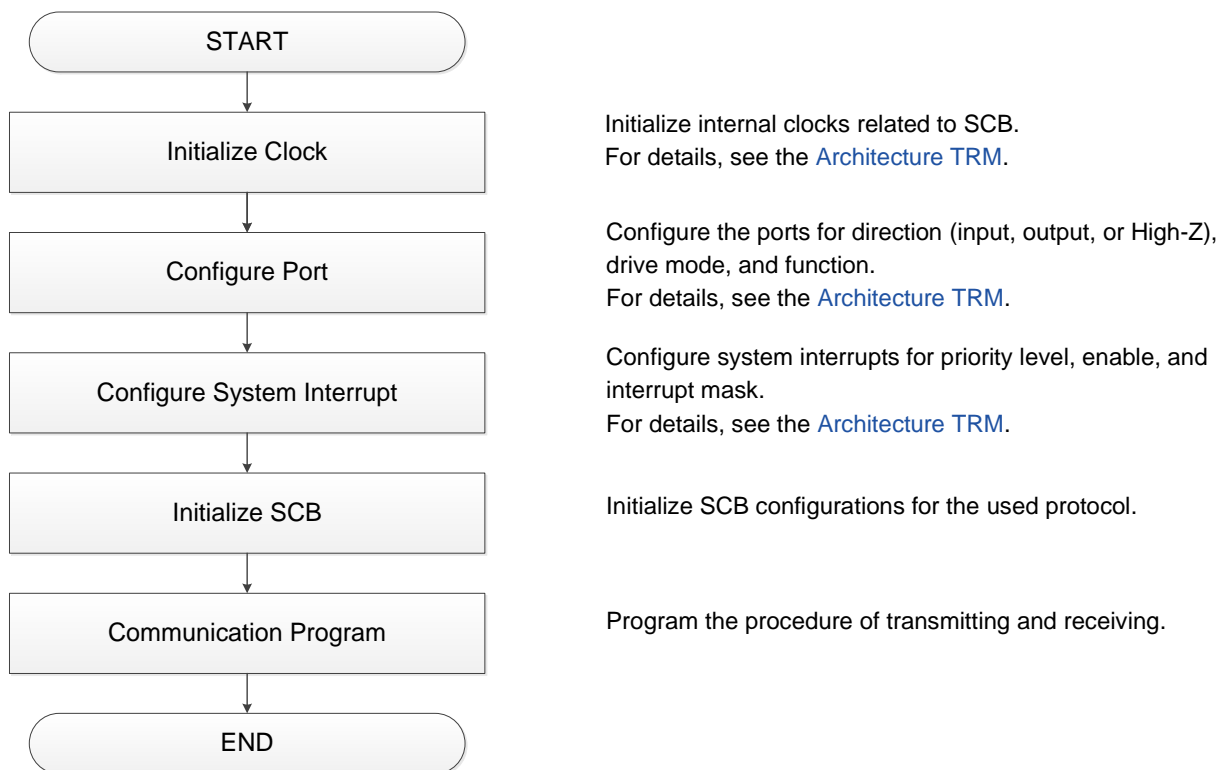 START
Initialize Clock
Initialize internal clocks related to SCB.
For details, see the Architecture TRM.
Configure Port
Configure the ports for direction (input, output, or High-Z),
drive mode, and function.
For details, see the Architecture TRM.
Configure System Interrupt
Configure system interrupts for priority level, enable, and
interrupt mask.
For details, see the Architecture TRM.
Initialize SCB
Initialize SCB configurations for the used protocol.
Communication Program
Program the procedure of transmitting and receiving.
END